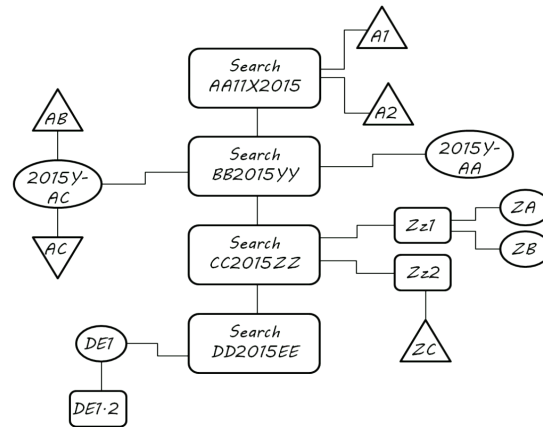 A1
Search
AA11X2015
A2
AB
Search
BB2015YY
2015Y-
AA
2015Y-
AC
AC
Search
CC2015ZZ
Zz1
ZA
ZB
Zz2
ZC
Search
DD2015EE
DE1
DE1·2